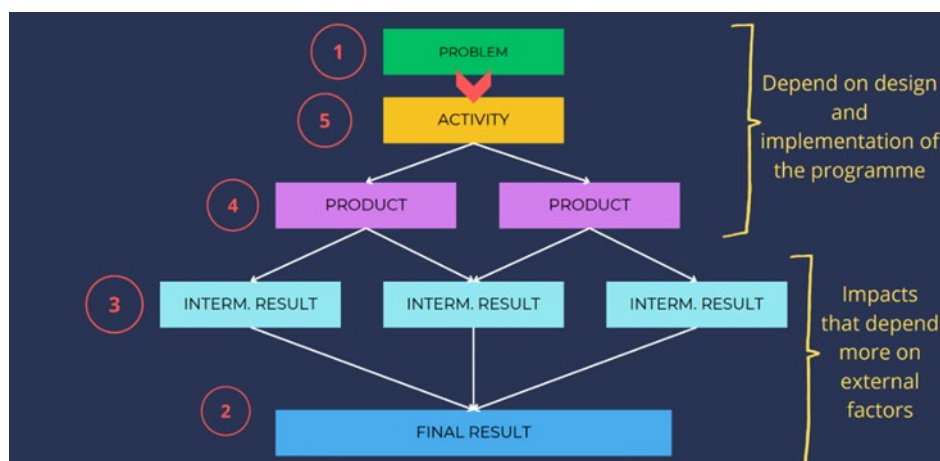 1
PROBLEM
5
ACTIVITY
Depend on design
and
implementation of
the programme
4
PRODUCT
PRODUCT
3
INTERM. RESULT
INTERM. RESULT
INTERM. RESULT
Impacts
that depend
more on
external
factors
2
FINAL RESULT